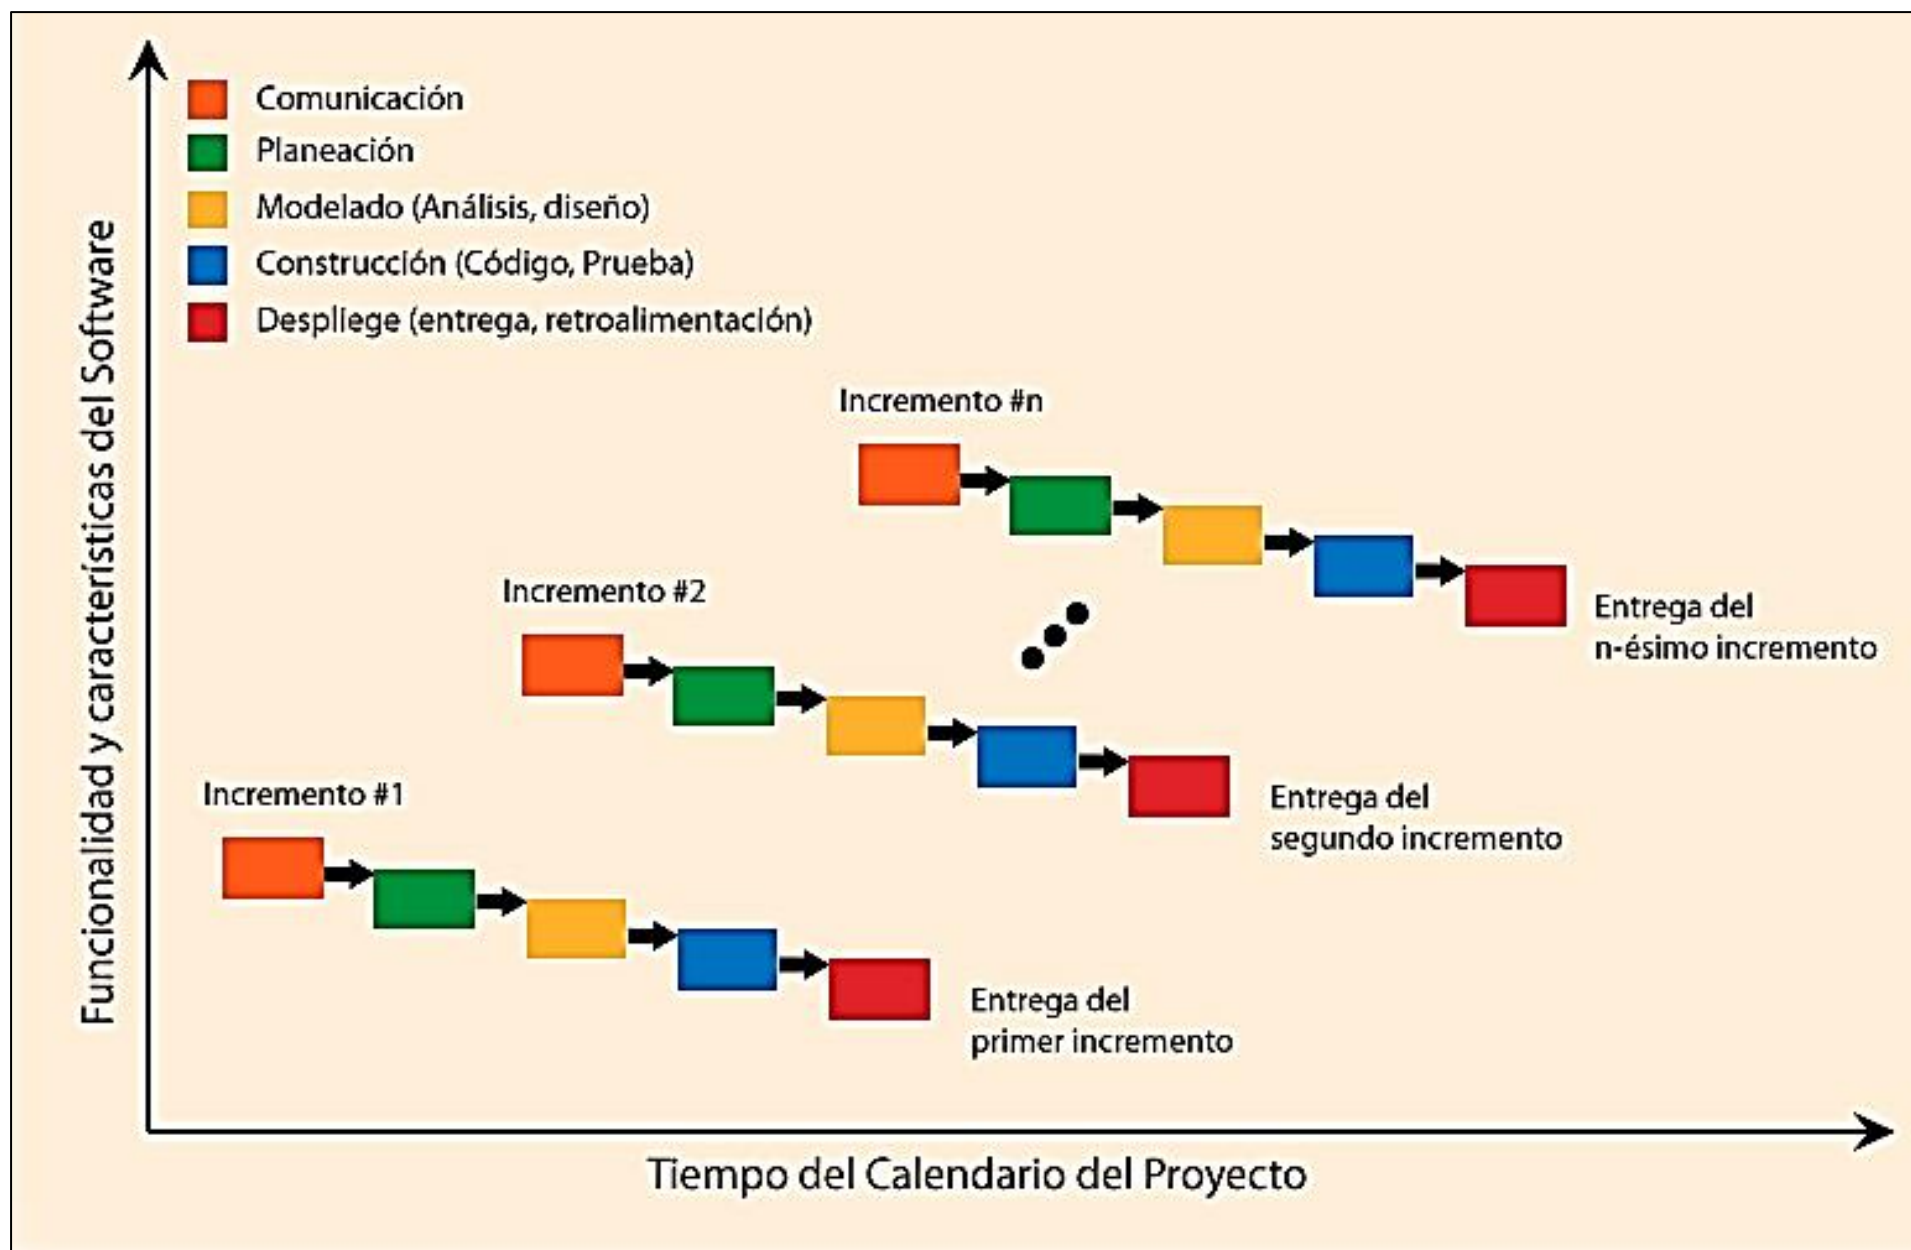 Comunicación
Planeación
Modelado (Análisis, diseño)
Construcción (Código, Prueba)
Despliege (entrega, retroalimentación)
Funcionalidad y características del Software
Incremento #n
Entrega del
n-ésimo incremento
Incremento #2
Entrega del
segundo incremento
Incremento #1
Entrega del
primer incremento
Tiempo del Calendario del Proyecto